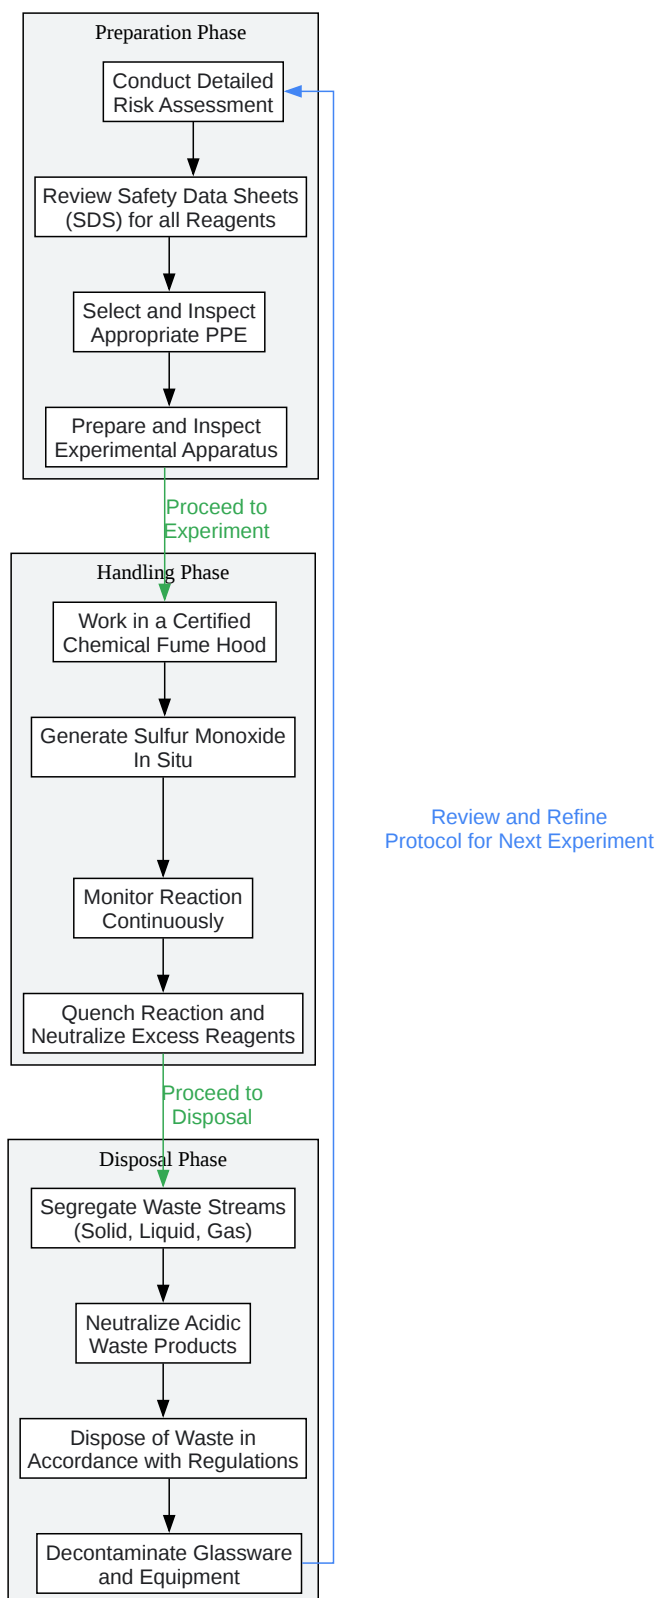 Preparation Phase
Conduct Detailed
Risk Assessment
Review Safety Data Sheets
(SDS) for all Reagents
Select and Inspect
Appropriate PPE
Prepare and Inspect
Experimental Apparatus
Proceed to
Experiment
Handling Phase
Work in a Certified
Chemical Fume Hood
Generate Sulfur Monoxide
In Situ
Review and Refine
Protocol for Next Experiment
Monitor Reaction
Continuously
Quench Reaction and
Neutralize Excess Reagents
Proceed to
Disposal
Disposal Phase
Segregate Waste Streams
(Solid, Liquid, Gas)
Neutralize Acidic
Waste Products
Dispose of Waste in
Accordance with Regulations
Decontaminate Glassware
and Equipment